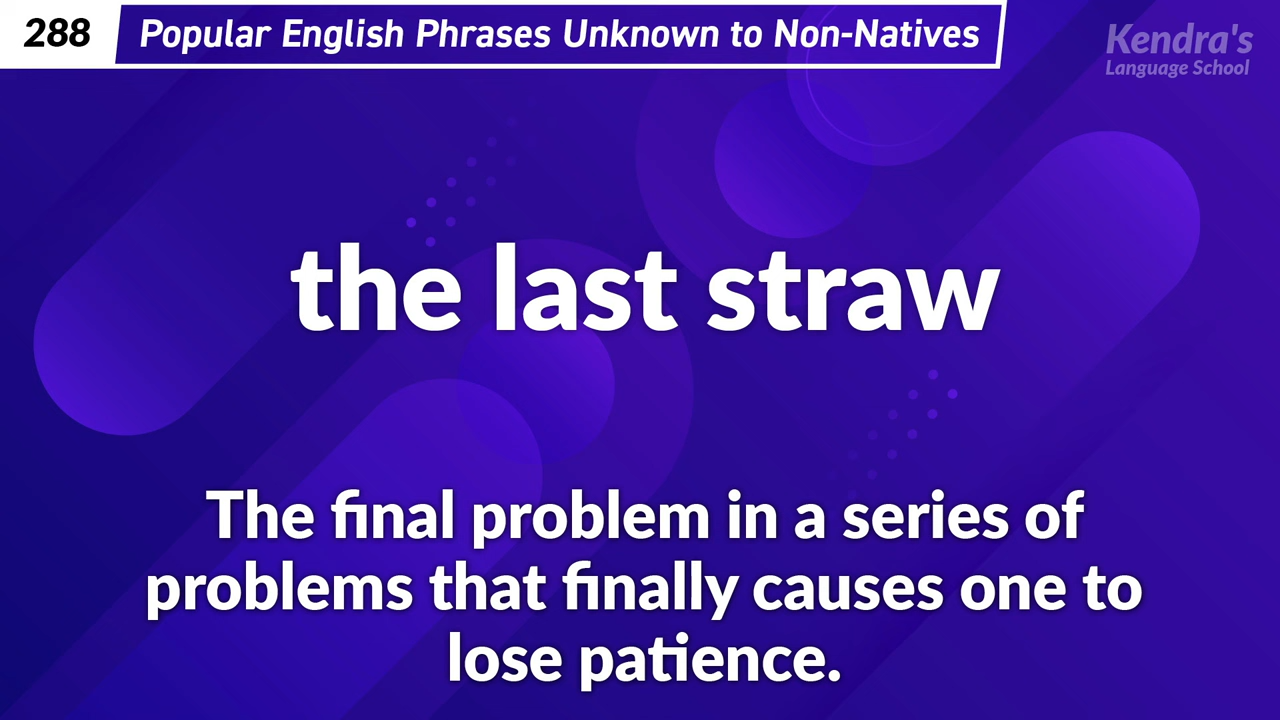 288 Popular English Phrases Unknown to Non-Natives
Kendra's
Language School
the last straw
The final problem in a series of
problems that finally causes one to
lose patience.